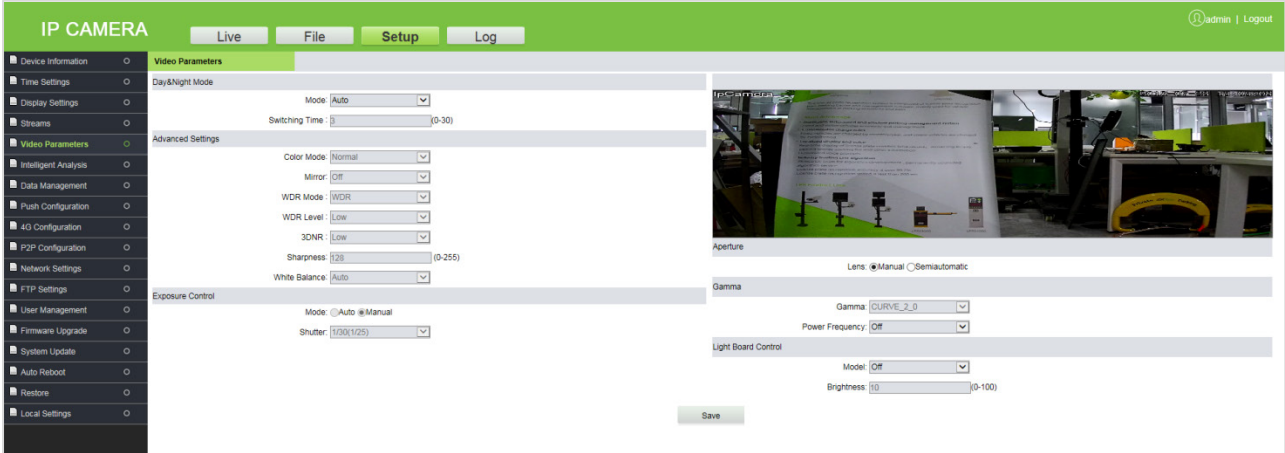 IP CAMERA
Live
File
Setup
Log
admin | Logout
Device Information
Time Settings
Display Settings
Streams
Video Parameters
Intelligent Analysis
Data Management
Push Configuration
4G Configuration
P2P Configuration
Network Settings
FTP Settings
User Management
Firmware Upgrade
System Update
Auto Reboot
Restore
Local Settings
Video Parameters
Day&Night Mode
Mode: Auto
Switching Time : 3 (0-30)
Advanced Settings
Color Mode: Normal
Mirror: Off
WDR Mode : WDR
WDR Level : Low
3DNR : Low
Sharpness: 128 (0-255)
White Balance: Auto
Exposure Control
Mode: Auto Manual
Shutter: 1/30(1/25)
IpCamera
Aperture
Lens: Manual Semiautomatic
Gamma
Gamma: CURVE_2_0
Power Frequency: Off
Light Board Control
Model: Off
Brightness: 10 (0-100)
Save